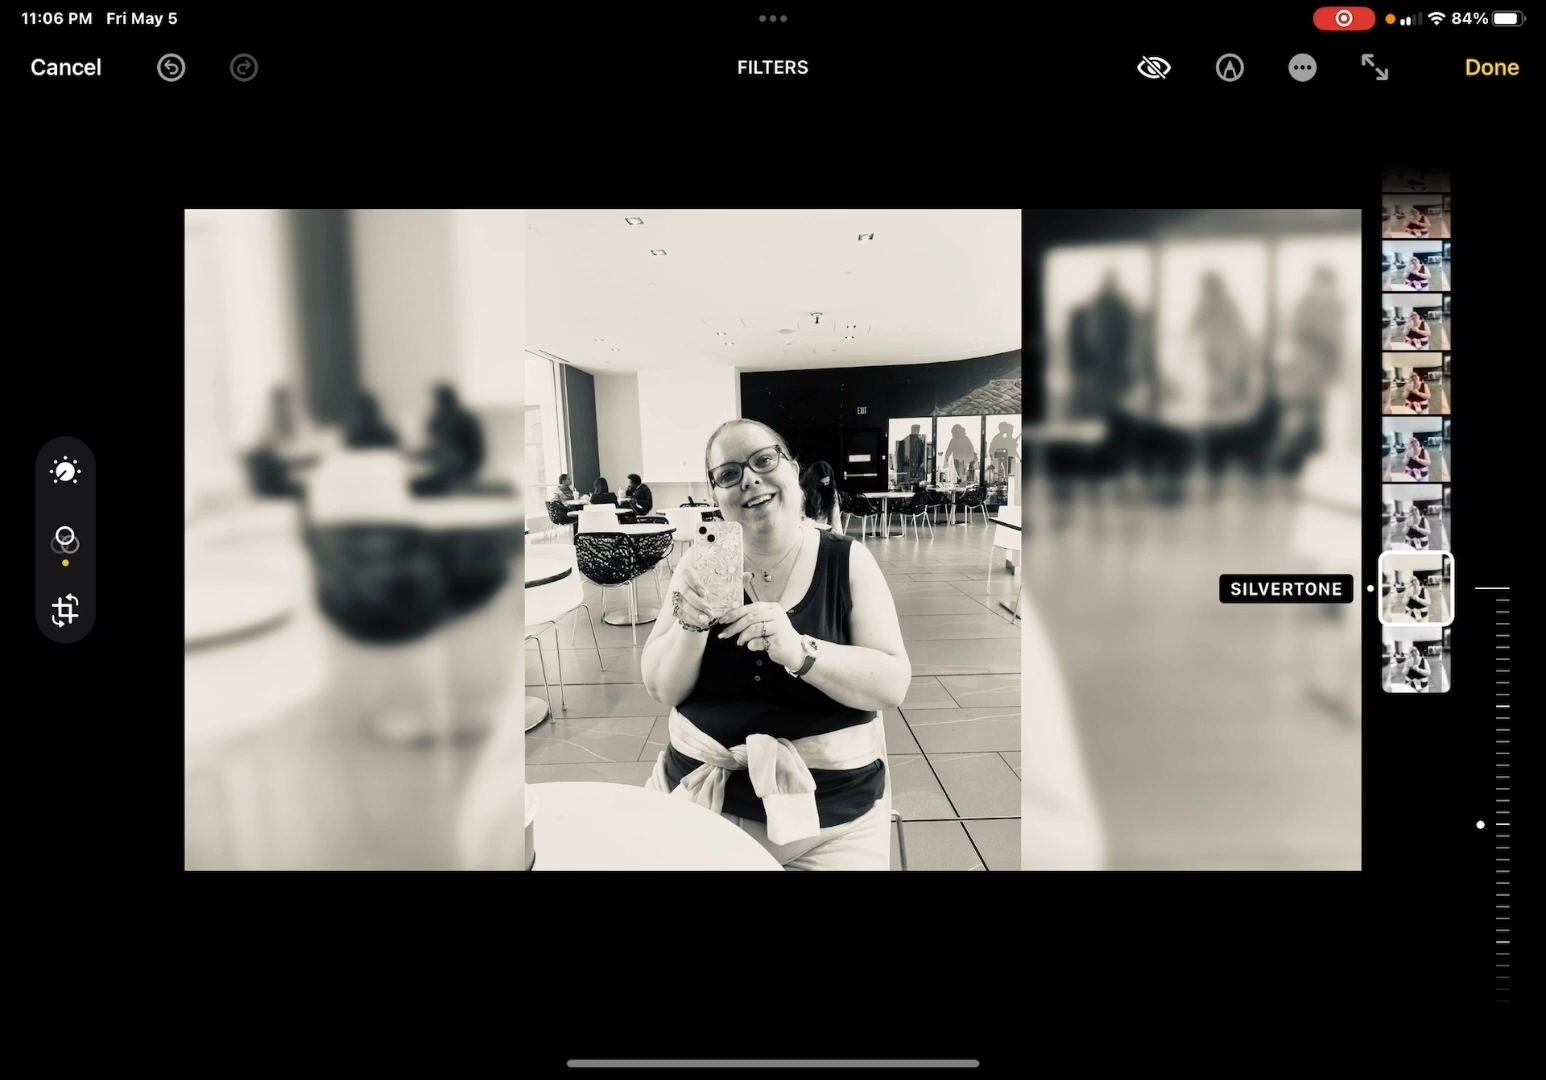 11:06 PM Fri May 5
84%
Cancel
FILTERS
Done
EXIT
SILVERTONE